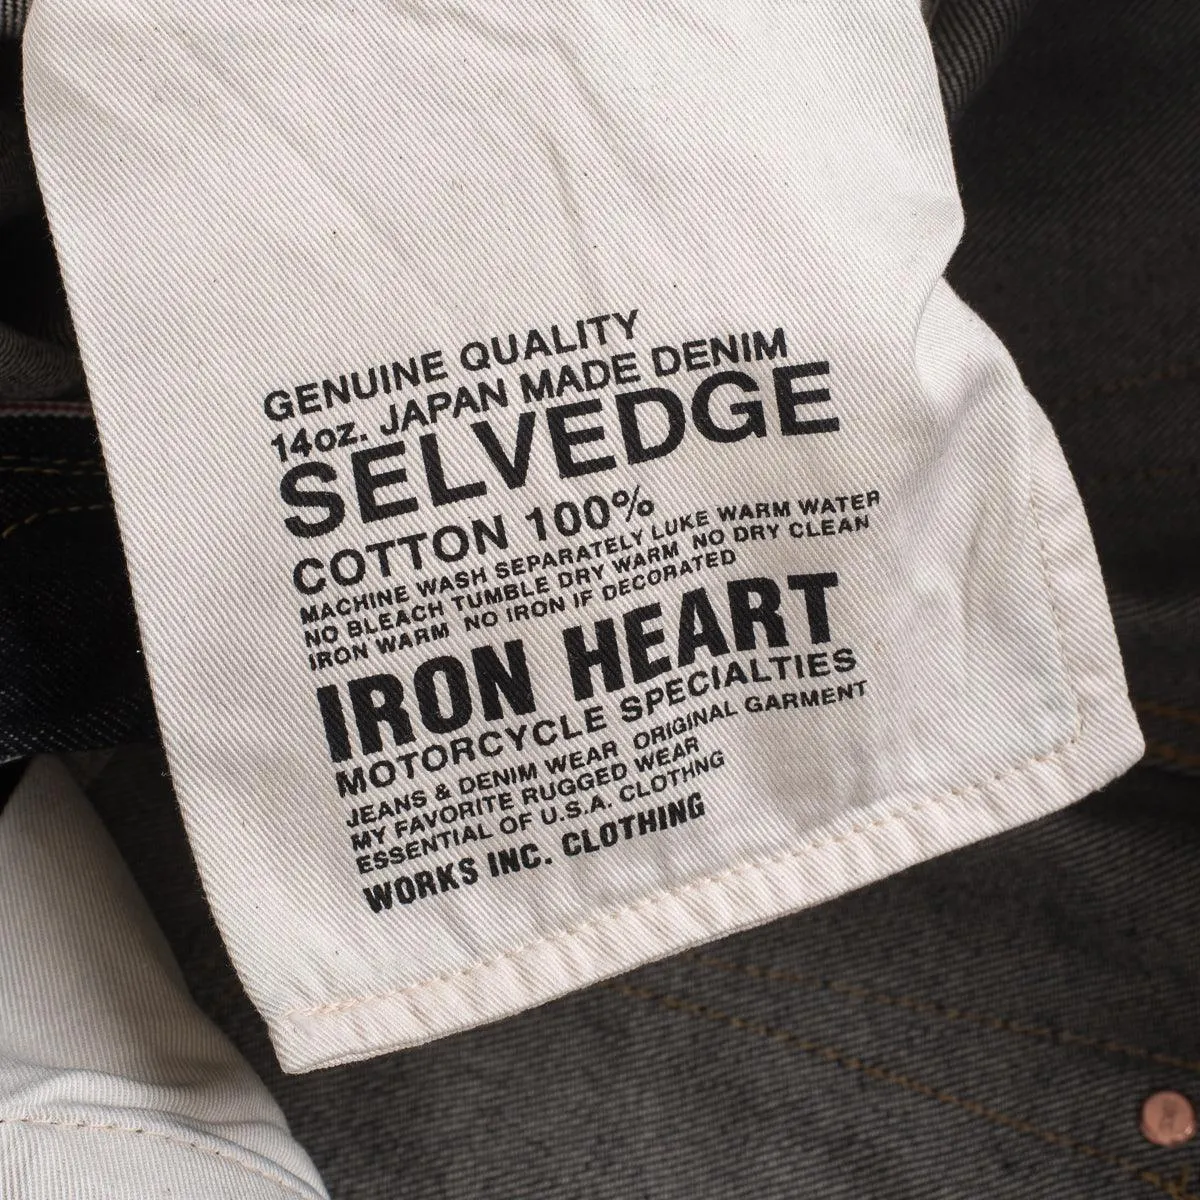 GENUINE QUALITY
14oz. JAPAN MADE DENIM
SELVEDGE
COTTON 100%
MACHINE WASH SEPARATELY LUKE WARM WATER
NO BLEACH TUMBLE DRY WARM NO DRY CLEAN
IRON WARM NO IRON IF DECORATED
IRON HEART
MOTORCYCLE SPECIALTIES
JEANS & DENIM WEAR ORIGINAL GARMENT
MY FAVORITE RUGGED WEAR
ESSENTIAL OF U.S.A. CLOTHNG
WORKS INC. CLOTHING